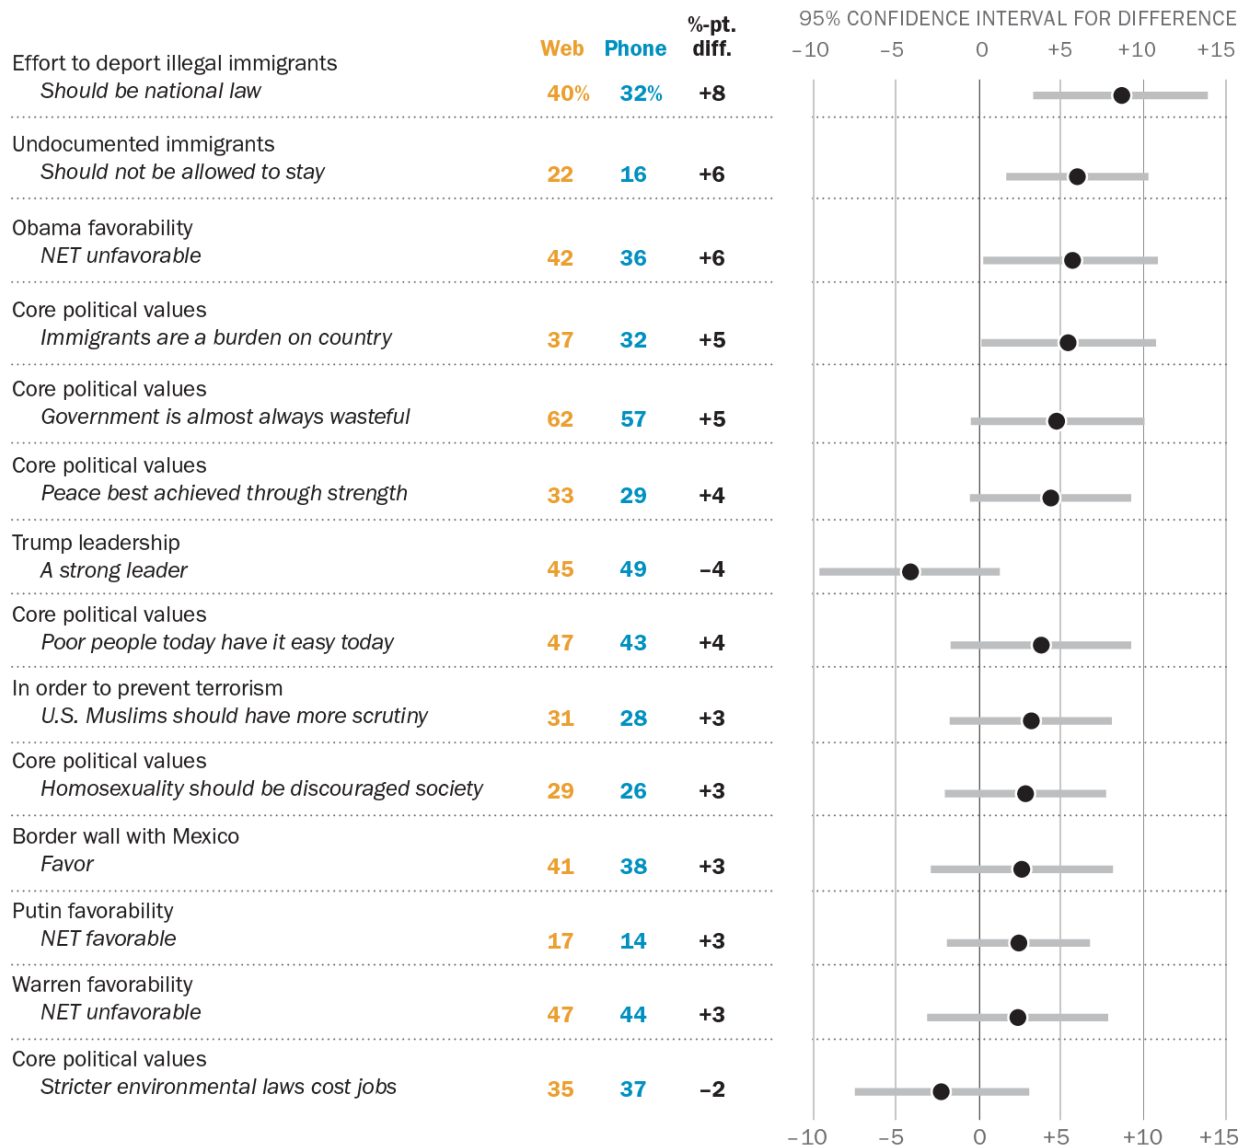 95% CONFIDENCE INTERVAL FOR DIFFERENCE
Web Phone %-pt. diff. –10 –5 0 +5 +10 +15
Effort to deport illegal immigrants
Should be national law 40% 32% +8
Undocumented immigrants
Should not be allowed to stay 22 16 +6
Obama favorability
NET unfavorable 42 36 +6
Core political values
Immigrants are a burden on country 37 32 +5
Core political values
Government is almost always wasteful 62 57 +5
Core political values
Peace best achieved through strength 33 29 +4
Trump leadership
A strong leader 45 49 –4
Core political values
Poor people today have it easy today 47 43 +4
In order to prevent terrorism
U.S. Muslims should have more scrutiny 31 28 +3
Core political values
Homosexuality should be discouraged society 29 26 +3
Border wall with Mexico
Favor 41 38 +3
Putin favorability
NET favorable 17 14 +3
Warren favorability
NET unfavorable 47 44 +3
Core political values
Stricter environmental laws cost jobs 35 37 –2
–10 –5 0 +5 +10 +15